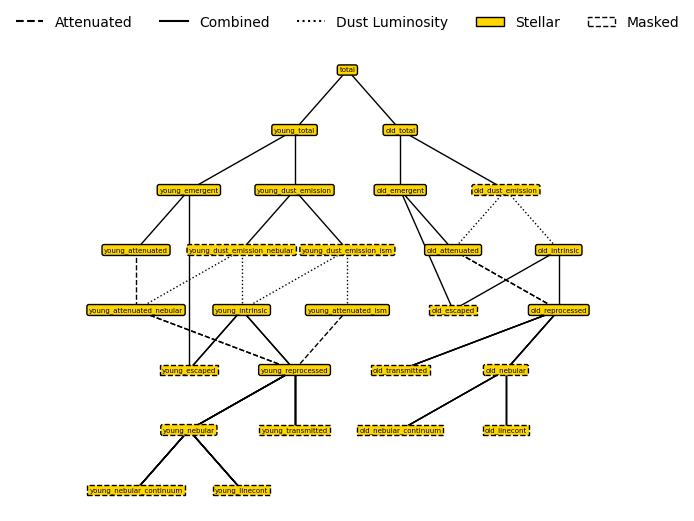 Attenuated Combined Dust Luminosity Stellar Masked
total
young_total old_total
young_emergent young_dust_emission old_emergent old_dust_emission
young_attenuated young_dust_emission_nebular young_dust_emission_ism old_attenuated old_intrinsic
young_attenuated_nebular young_intrinsic young_attenuated_ism old_escaped old_reprocessed
young_escaped young_reprocessed old_transmitted old_nebular
young_nebular young_transmitted old_nebular_continuum old_linecont
young_nebular_continuum young_linecont